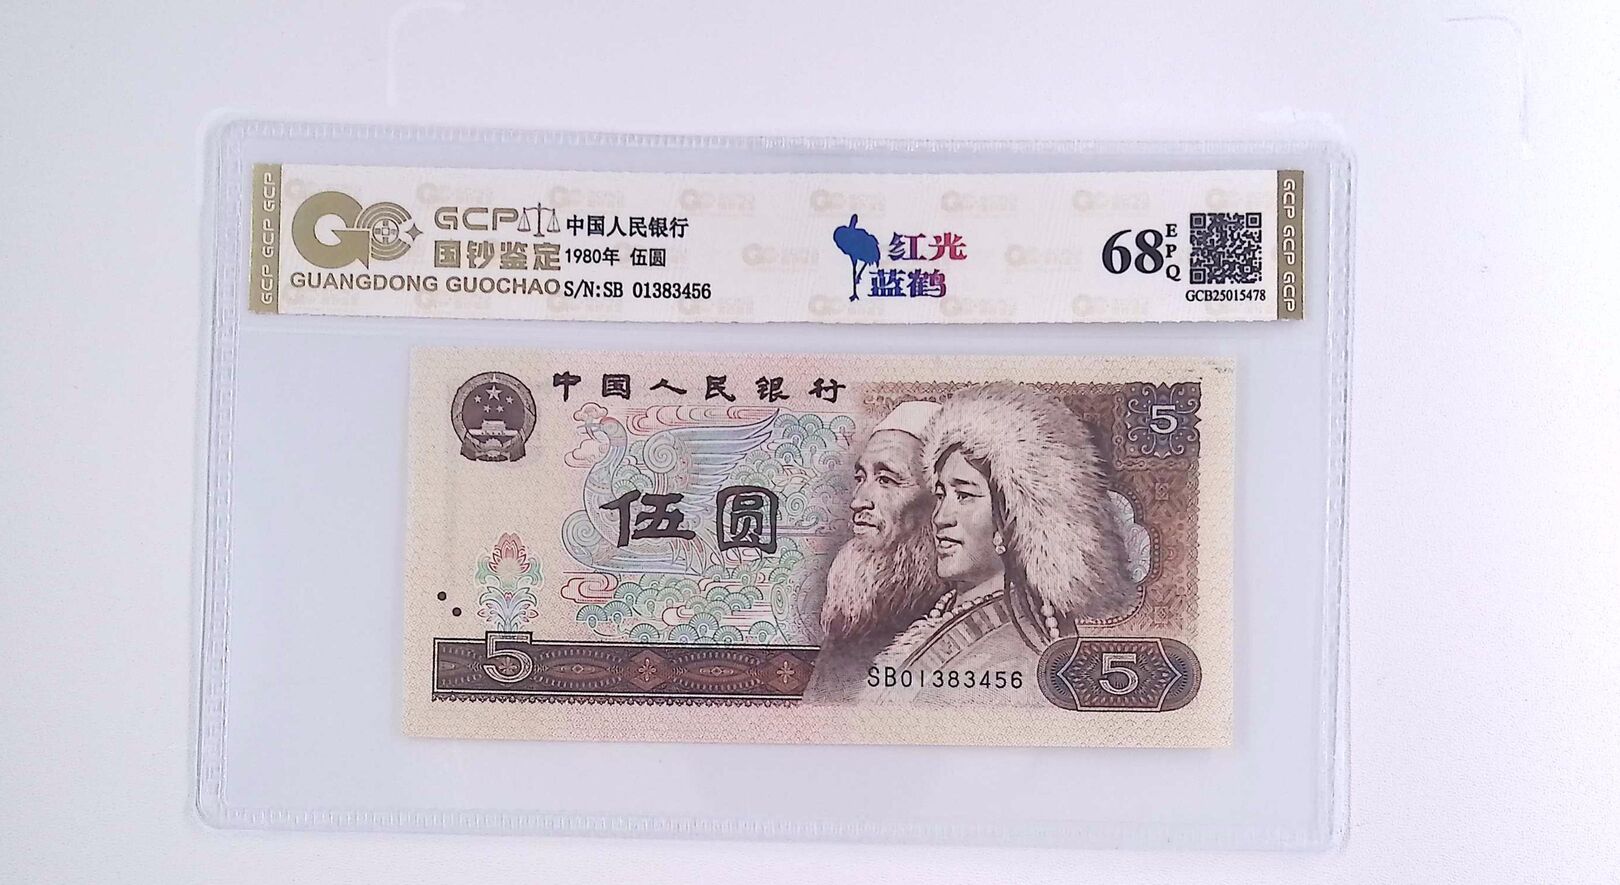 GCP GCP GCP
GCP
国钞鉴定
GUANGDONG GUOCHAO
中国人民银行
1980年 伍圆
S/N:SB 01383456
红光
蓝鹤
68
EPQ
GCB25015478
GCP GCP GCP
中国人民银行
5
伍圆
5
SB01383456
5